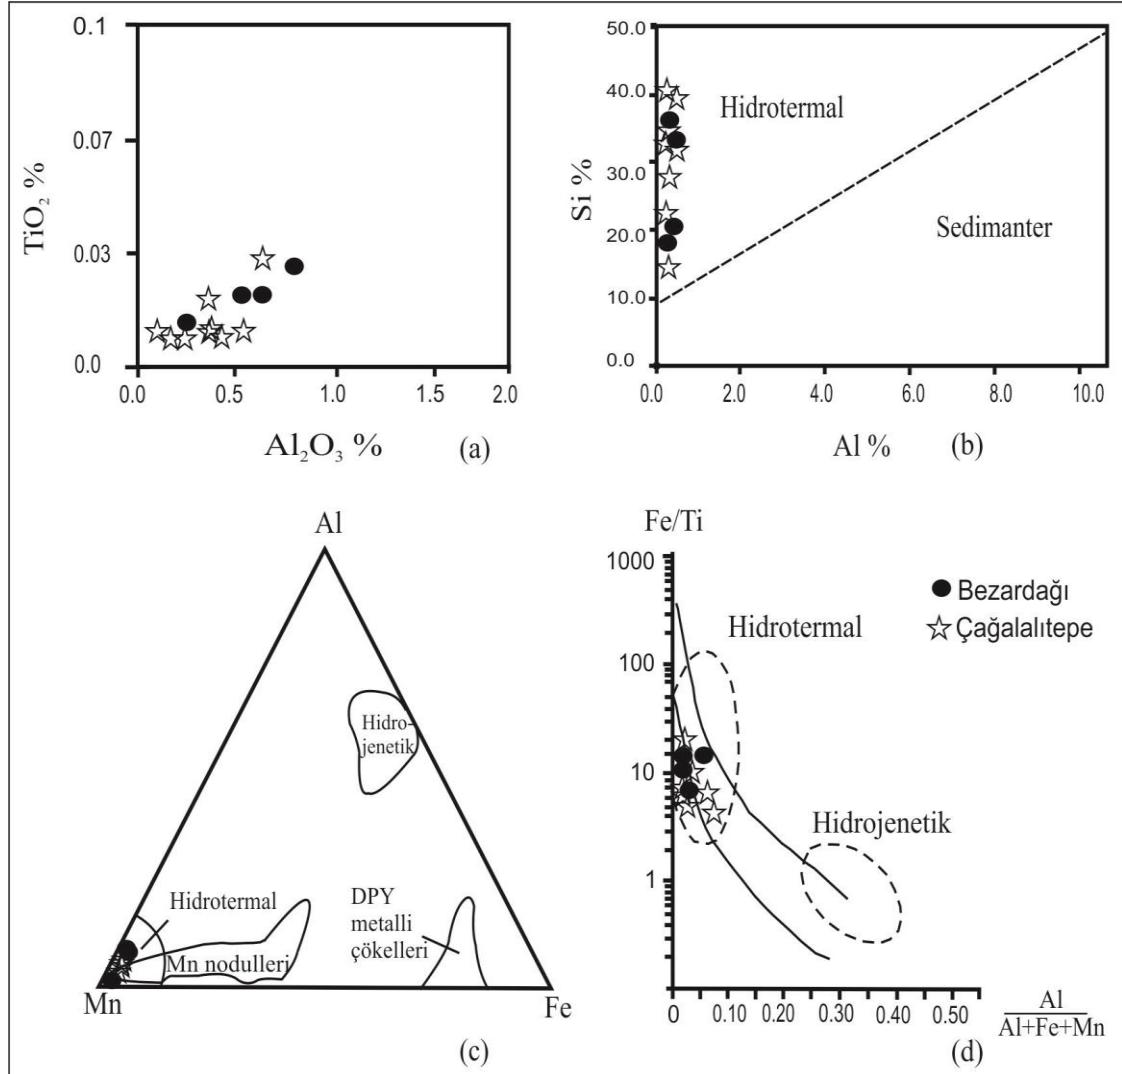 0.1
0.07
0.03
0.0
TiO₂ %
0.0 0.5 1.0 1.5 2.0
Al₂O₃ % (a)
50.0
40.0
30.0
20.0
10.0
0.0
Si %
Hidrotermal
Sedimanter
0.0 2.0 4.0 6.0 8.0 10.0
Al % (b)
Al
Hidro-
jenetik
Hidrotermal
Mn nodulleri
DPY
metalli
çökelleri
Mn
Fe
(c)
Fe/Ti
1000
100
10
1
Bezardağı
Çağalalıtepe
Hidrotermal
Hidrojenetik
0 0.10 0.20 0.30 0.40 0.50
Al
Al+Fe+Mn
(d)